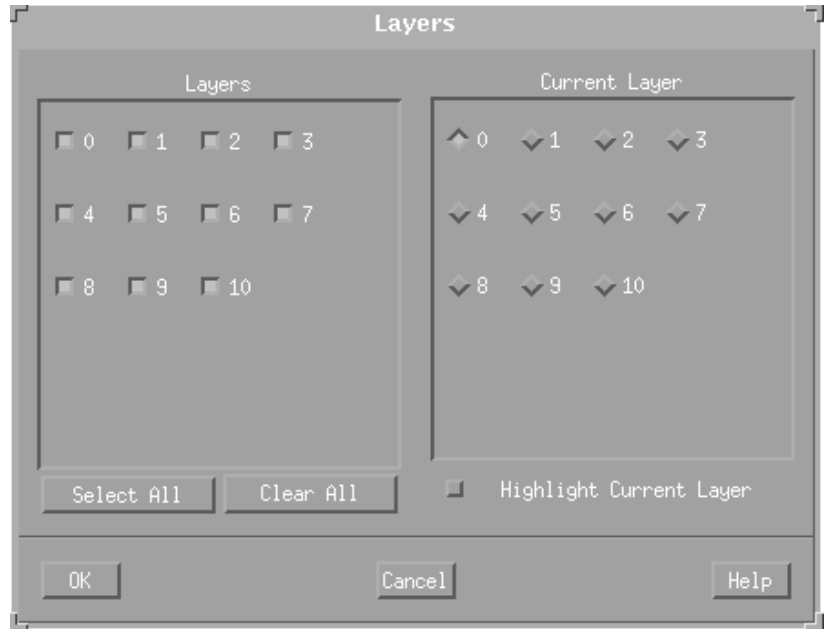 Layers
Layers
0 1 2 3
4 5 6 7
8 9 10
Select All Clear All
Current Layer
0 1 2 3
4 5 6 7
8 9 10
Highlight Current Layer
OK Cancel Help